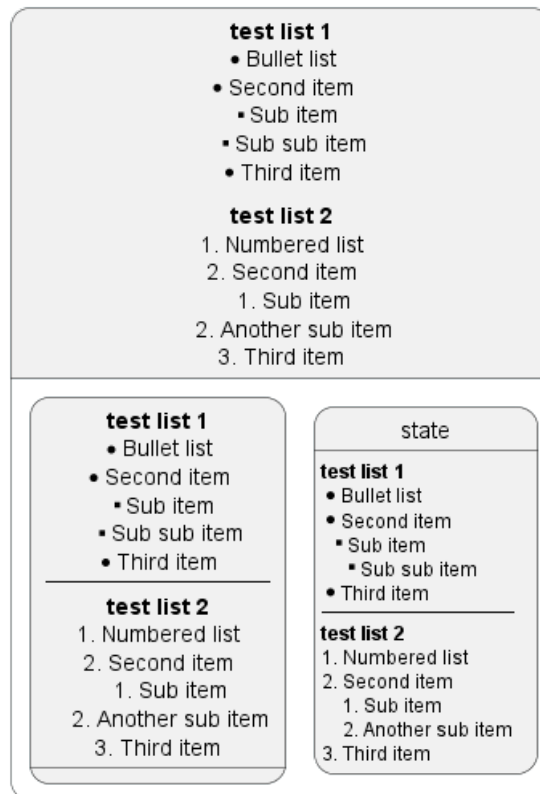 test list 1
• Bullet list
• Second item
▪ Sub item
▪ Sub sub item
• Third item
test list 2
1. Numbered list
2. Second item
1. Sub item
2. Another sub item
3. Third item
test list 1
• Bullet list
• Second item
▪ Sub item
▪ Sub sub item
• Third item
test list 2
1. Numbered list
2. Second item
1. Sub item
2. Another sub item
3. Third item
state
test list 1
• Bullet list
• Second item
▪ Sub item
▪ Sub sub item
• Third item
test list 2
1. Numbered list
2. Second item
1. Sub item
2. Another sub item
3. Third item